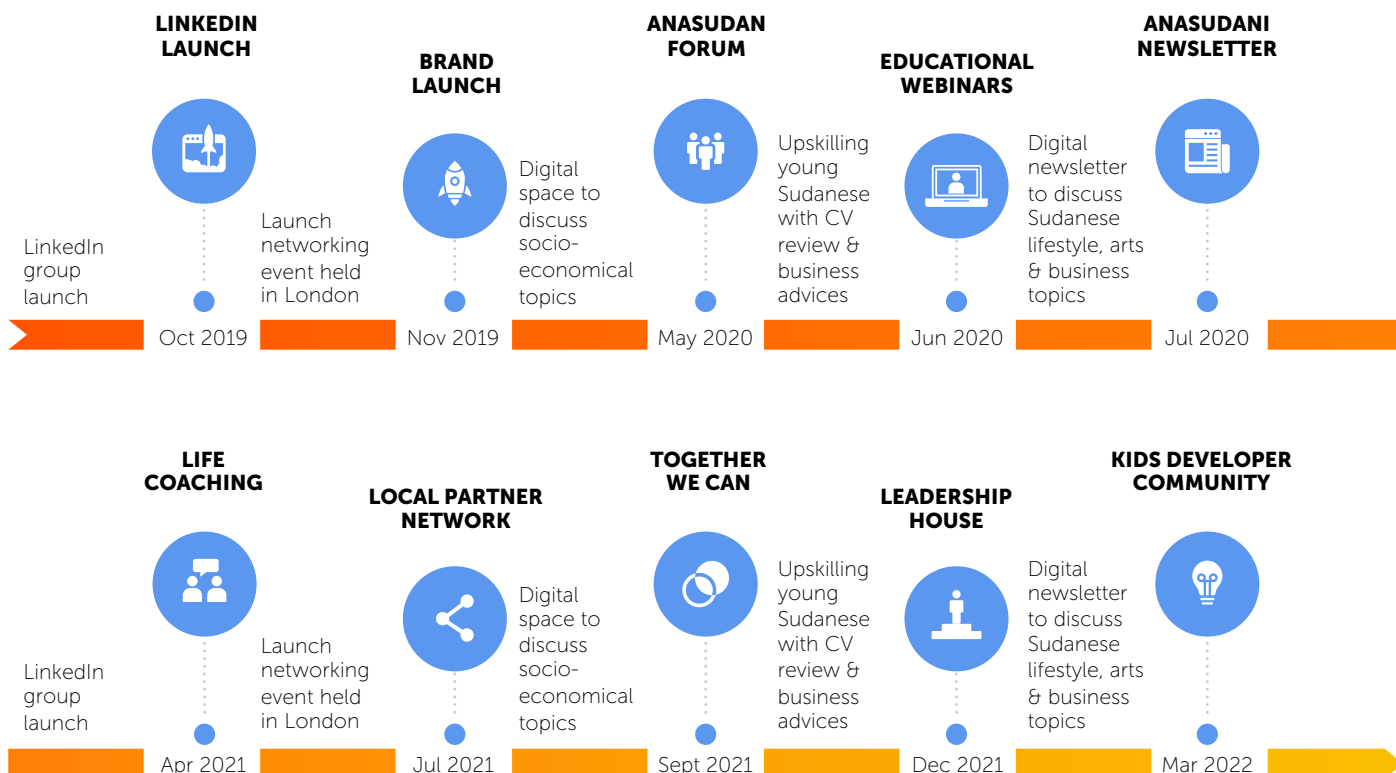 LINKEDIN
LAUNCH
LinkedIn
group
launch
Oct 2019
BRAND
LAUNCH
Launch
networking
event held
in London
Nov 2019
ANASUDAN
FORUM
Digital
space to
discuss
socio-
economical
topics
May 2020
EDUCATIONAL
WEBINARS
Upskilling
young
Sudanese
with CV
review &
business
advices
Jun 2020
ANASUDANI
NEWSLETTER
Digital
newsletter
to discuss
Sudanese
lifestyle, arts
& business
topics
Jul 2020
LIFE
COACHING
LinkedIn
group
launch
Apr 2021
LOCAL PARTNER
NETWORK
Launch
networking
event held
in London
Jul 2021
TOGETHER
WE CAN
Digital
space to
discuss
socio-
economical
topics
Sept 2021
LEADERSHIP
HOUSE
Upskilling
young
Sudanese
with CV
review &
business
advices
Dec 2021
KIDS DEVELOPER
COMMUNITY
Digital
newsletter
to discuss
Sudanese
lifestyle, arts
& business
topics
Mar 2022